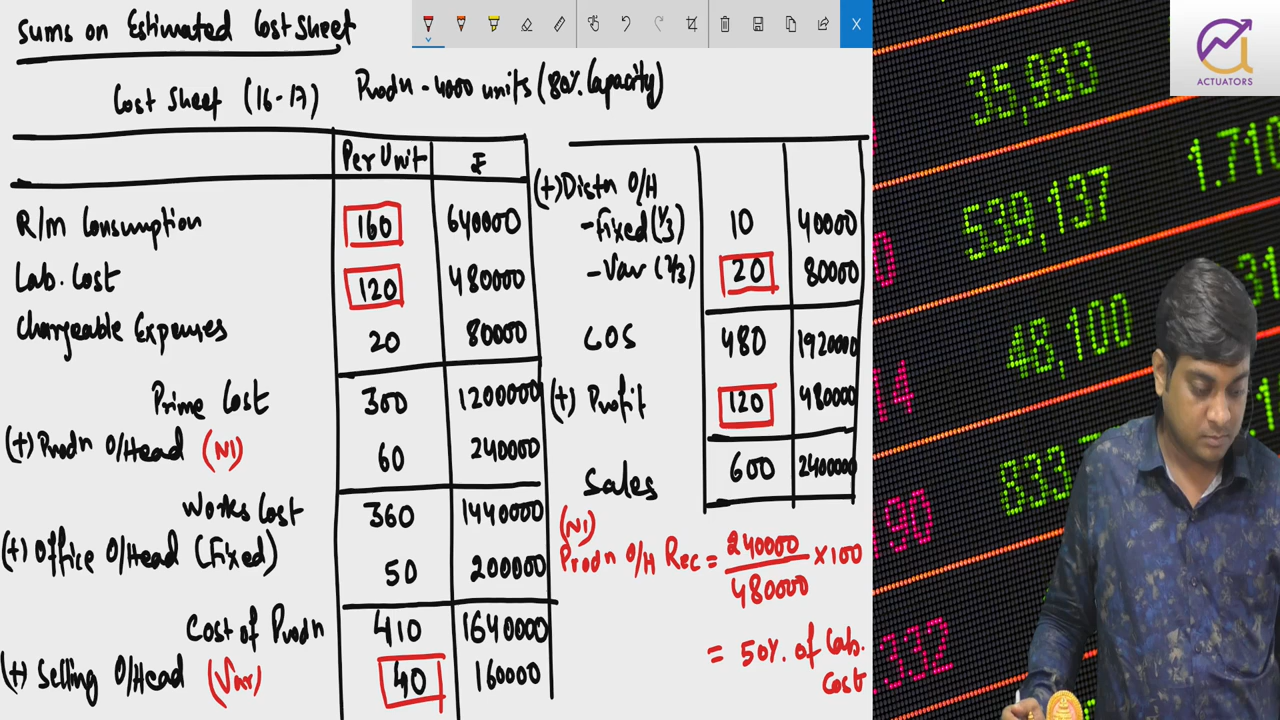 Sums on Estimated Cost Sheet
Cost Sheet (16-17) Prodn - 4000 units (80% Capacity)
Per Unit ₹
R/M Consumption 160 640000
Lab. Cost 120 480000
Chargeable Expenses 20 80000
Prime Cost 300 1200000
(+) Prodn O/Head (N1) 60 240000
Works Cost 360 1440000
(+) Office O/Head (Fixed) 50 200000
Cost of Prodn 410 1640000
(+) Selling O/Head (Var) 40 160000
(+) Distn O/H
- Fixed (1/3) 10 40000
- Var (2/3) 20 80000
COS 480 1920000
(+) Profit 120 480000
Sales 600 2400000
(N1)
Prodn O/H Rec = 240000 / 480000 × 100
= 50% of Lab. Cost
ACTUATORS
35,933
1.710
539,137
48,100
14
833
190
332